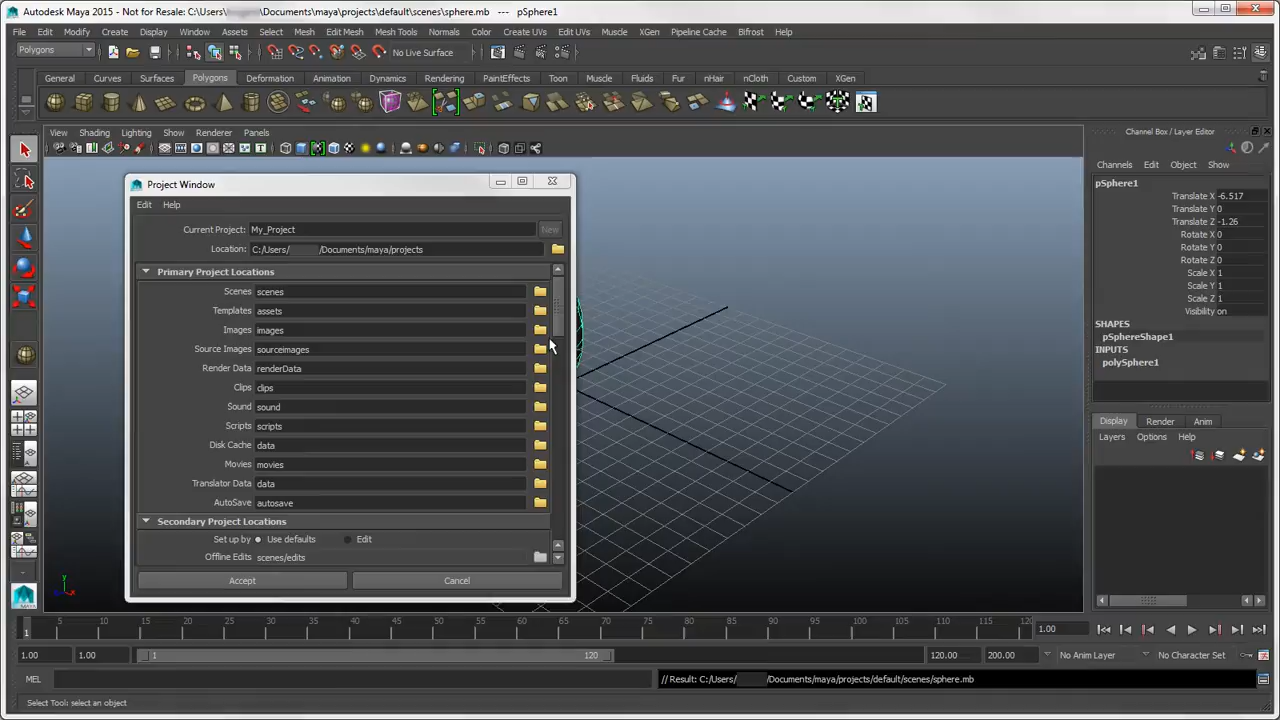 Autodesk Maya 2015 - Not for Resale: C:\Users\ \Documents\maya\projects\default\scenes\sphere.mb --- pSphere1
File Edit Modify Create Display Window Assets Select Mesh Edit Mesh Mesh Tools Normals Color Create UVs Edit UVs Muscle XGen Pipeline Cache Bifrost Help
Polygons No Live Surface
General Curves Surfaces Polygons Deformation Animation Dynamics Rendering PaintEffects Toon Muscle Fluids Fur nHair nCloth Custom XGen
View Shading Lighting Show Renderer Panels
Project Window
Edit Help
Current Project: My_Project New
Location: C:/Users/ /Documents/maya/projects
Primary Project Locations
Scenes scenes
Templates assets
Images images
Source Images sourceimages
Render Data renderData
Clips clips
Sound sound
Scripts scripts
Disk Cache data
Movies movies
Translator Data data
AutoSave autosave
Secondary Project Locations
Set up by Use defaults Edit
Offline Edits scenes/edits
Accept Cancel
Channel Box / Layer Editor
Channels Edit Object Show
pSphere1
Translate X -6.517
Translate Y 0
Translate Z -1.26
Rotate X 0
Rotate Y 0
Rotate Z 0
Scale X 1
Scale Y 1
Scale Z 1
Visibility on
SHAPES
pSphereShape1
INPUTS
polySphere1
Display Render Anim
Layers Options Help
y
MAYA
1 5 10 15 20 25 30 35 40 45 50 55 60 65 70 75 80 85 90 95 100 105 110 115 120 1.00
1.00 1.00 1 120 120.00 200.00 No Anim Layer No Character Set
MEL // Result: C:/Users/ /Documents/maya/projects/default/scenes/sphere.mb
Select Tool: select an object